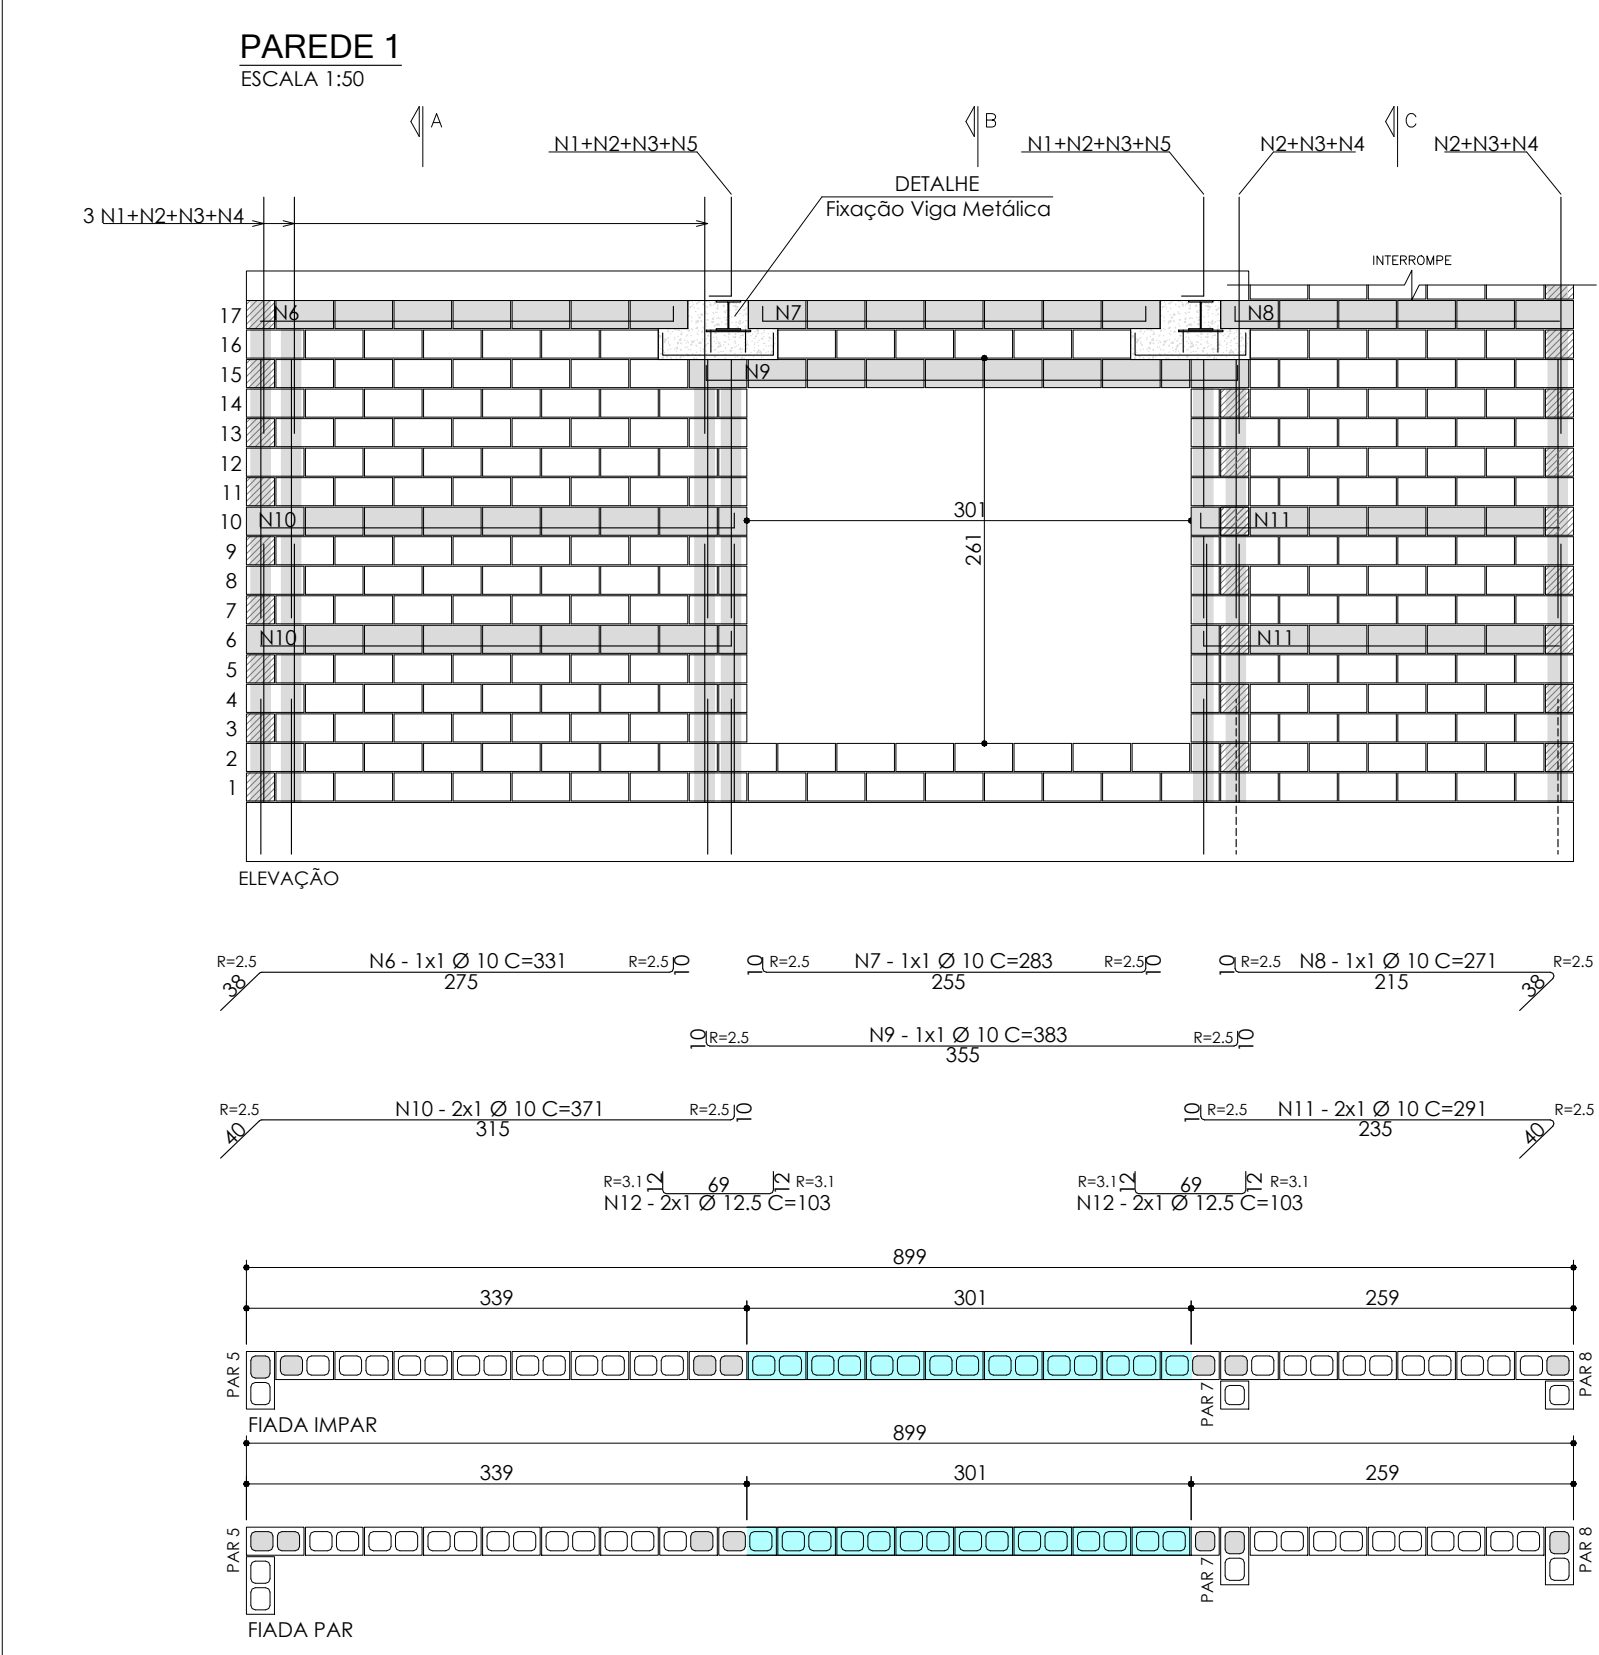 PAREDE 1
ESCALA 1:50
A
B
C
N1+N2+N3+N5
N1+N2+N3+N5
N2+N3+N4
N2+N3+N4
DETALHE
Fixação Viga Metálica
3 N1+N2+N3+N4
INTERROMPE
17
N6
N7
N8
16
15
N9
14
13
12
11
10
N10
301
N11
9
261
8
7
6
N10
N11
5
4
3
2
1
ELEVAÇÃO
R=2.5
N6 - 1x1 Ø 10 C=331
R=2.5
10
10
R=2.5
N7 - 1x1 Ø 10 C=283
R=2.5
10
10
R=2.5
N8 - 1x1 Ø 10 C=271
R=2.5
38
275
255
215
38
10
R=2.5
N9 - 1x1 Ø 10 C=383
R=2.5
10
355
R=2.5
N10 - 2x1 Ø 10 C=371
R=2.5
10
10
R=2.5
N11 - 2x1 Ø 10 C=291
R=2.5
40
315
235
40
R=3.1
12
69
12
R=3.1
R=3.1
12
69
12
R=3.1
N12 - 2x1 Ø 12.5 C=103
N12 - 2x1 Ø 12.5 C=103
899
339
301
259
PAR 5
PAR 7
PAR 8
FIADA IMPAR
899
339
301
259
PAR 5
PAR 7
PAR 8
FIADA PAR